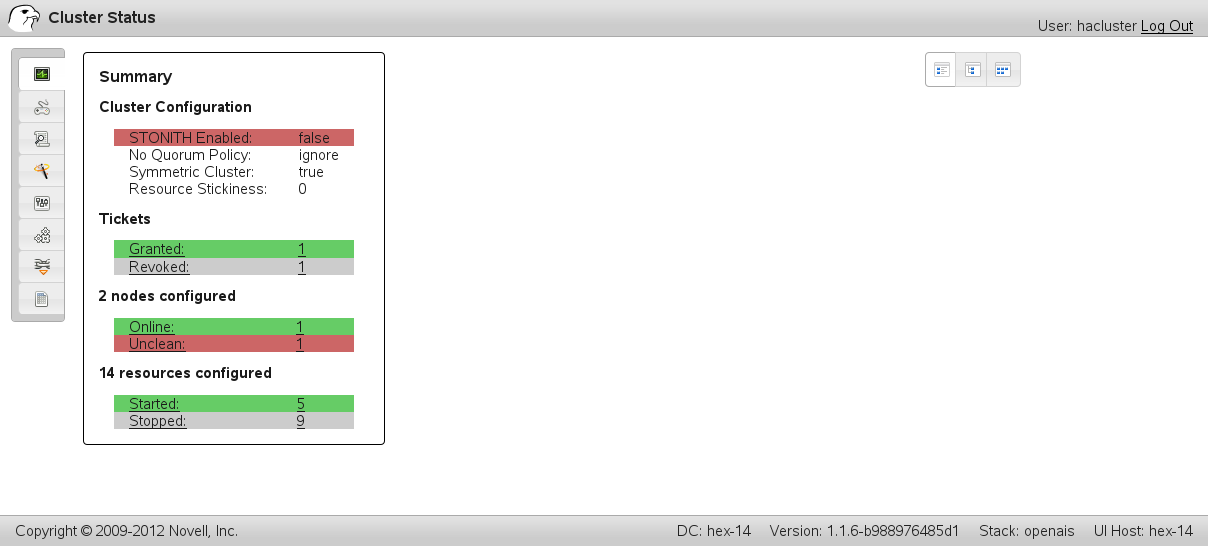 Cluster Status
User: hacluster Log Out
Summary
Cluster Configuration
STONITH Enabled: false
No Quorum Policy: ignore
Symmetric Cluster: true
Resource Stickiness: 0
Tickets
Granted: 1
Revoked: 1
2 nodes configured
Online: 1
Unclean: 1
14 resources configured
Started: 5
Stopped: 9
Copyright © 2009-2012 Novell, Inc. DC: hex-14 Version: 1.1.6-b988976485d1 Stack: openais UI Host: hex-14